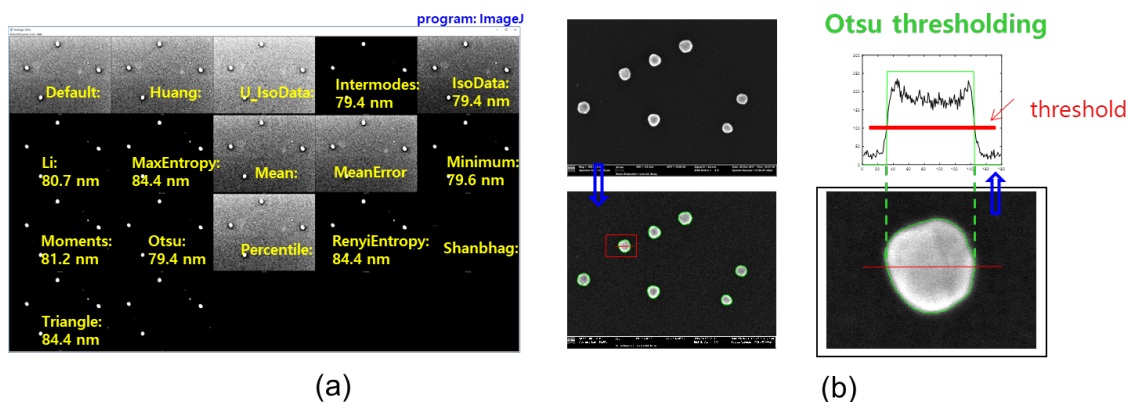 program: ImageJ
Default:
Huang:
U_IsoData:
Intermodes:
79.4 nm
IsoData:
79.4 nm
Li:
80.7 nm
MaxEntropy:
84.4 nm
Mean:
MeanError
Minimum:
79.6 nm
Moments:
81.2 nm
Otsu:
79.4 nm
Percentile:
RenyiEntropy:
84.4 nm
Shanbhag:
Triangle:
84.4 nm
(a)
Otsu thresholding
threshold
(b)